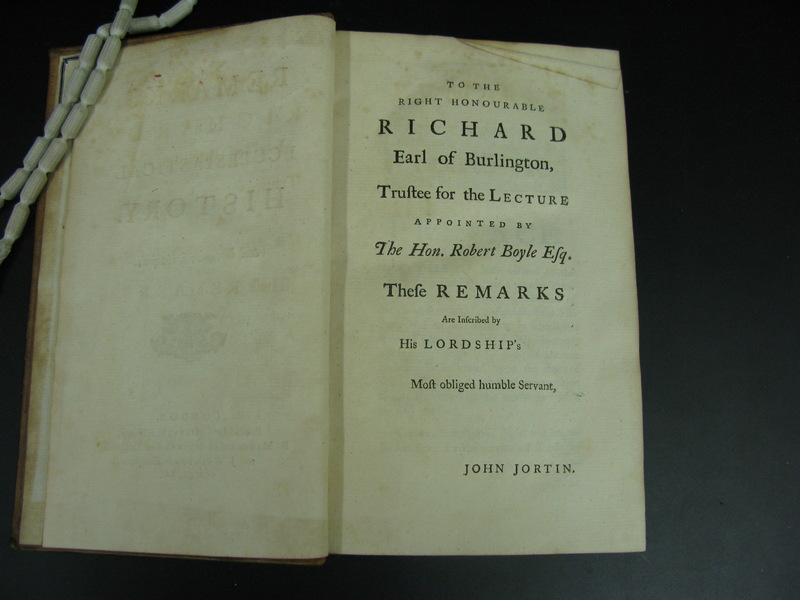 TO THE
RIGHT HONOURABLE
RICHARD
Earl of Burlington,
Truſtee for the LECTURE
APPOINTED BY
The Hon. Robert Boyle Eſq.
Theſe REMARKS
Are Inſcribed by
His LORDSHIP's
Moſt obliged humble Servant,
JOHN JORTIN.